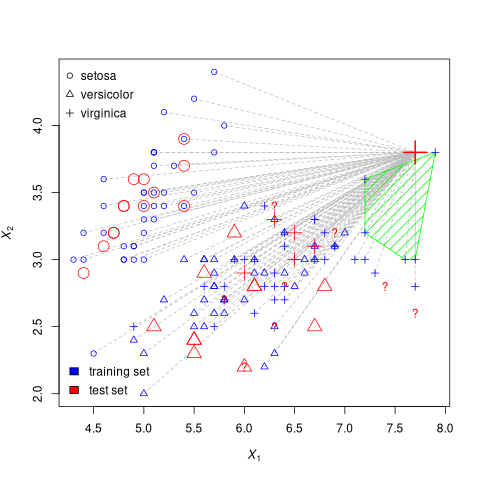 setosa
versicolor
virginica
4.0
3.5
3.0
2.5
2.0
X2
?
?
?
?
?
?
?
?
?
training set
test set
4.5 5.0 5.5 6.0 6.5 7.0 7.5 8.0
X1